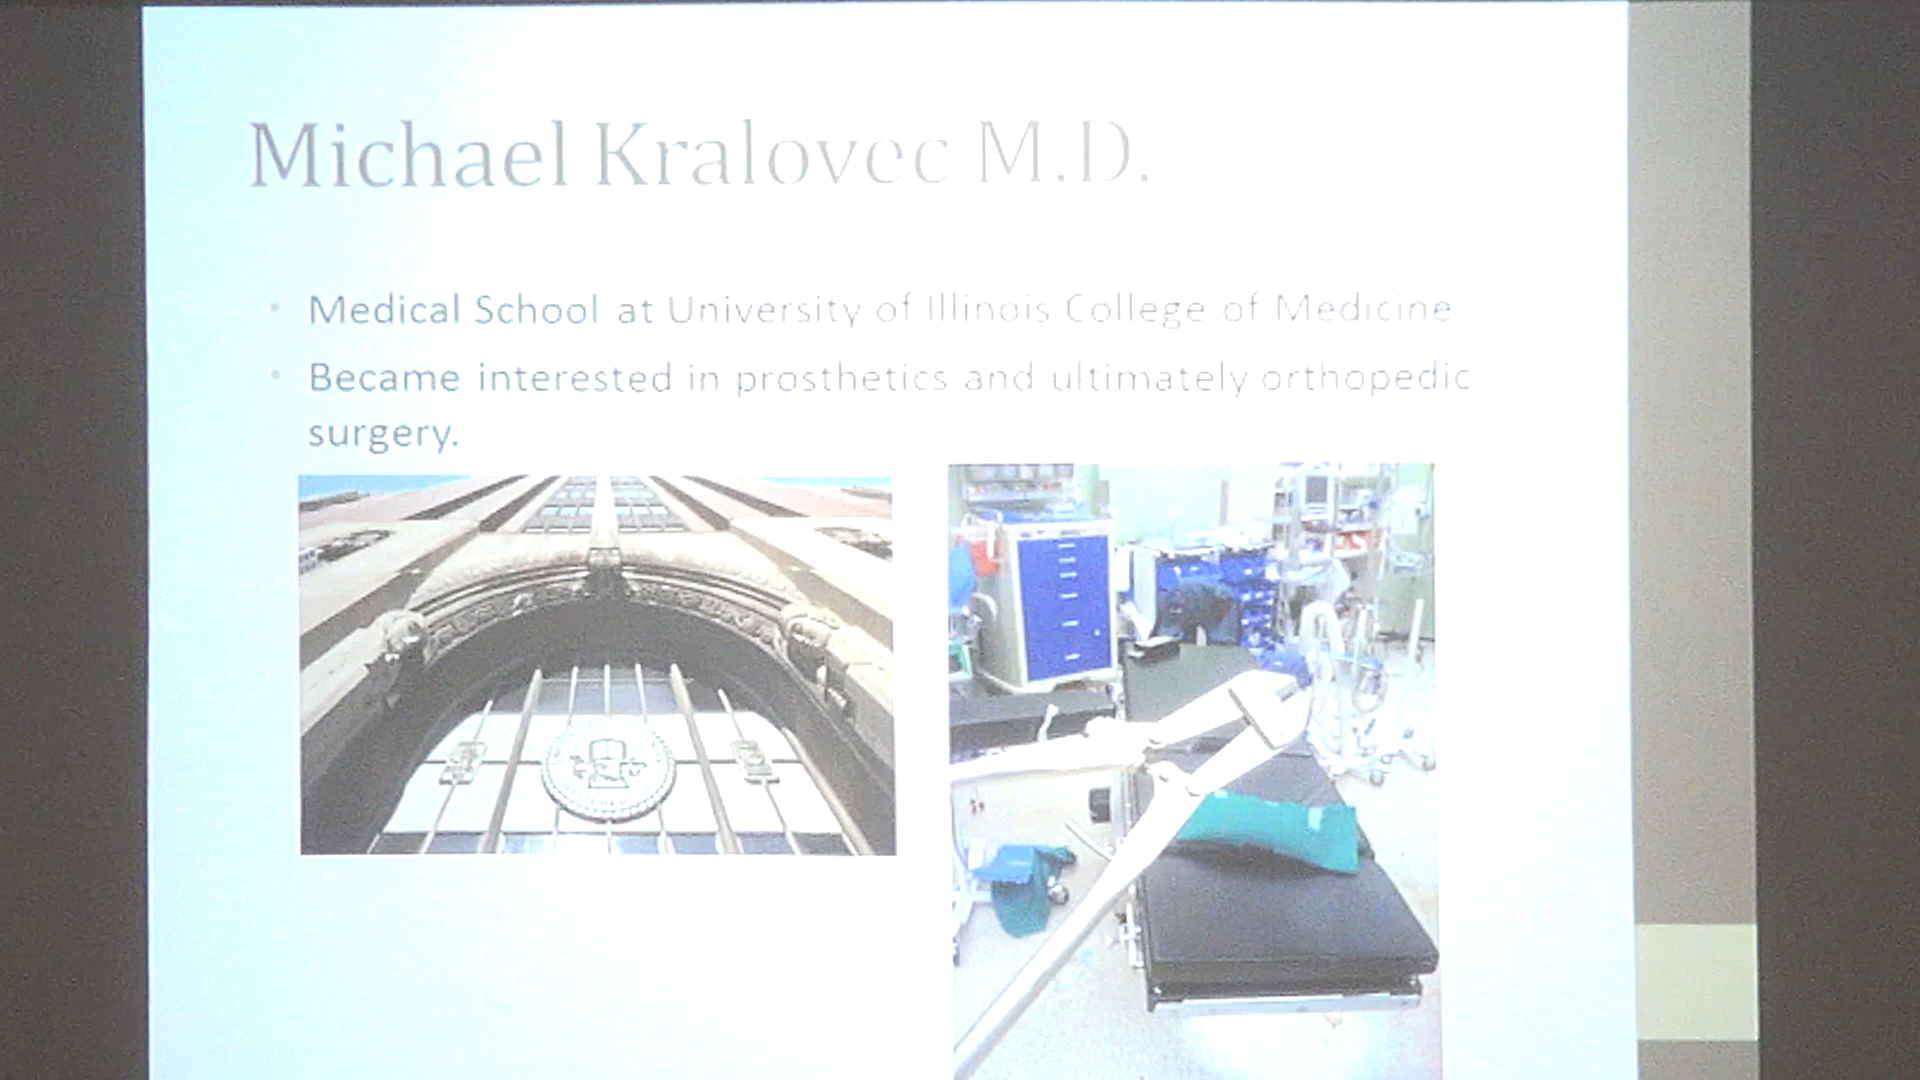 Michael Kralovec M.D.
• Medical School at University of Illinois College of Medicine
• Became interested in prosthetics and ultimately orthopedic
surgery.